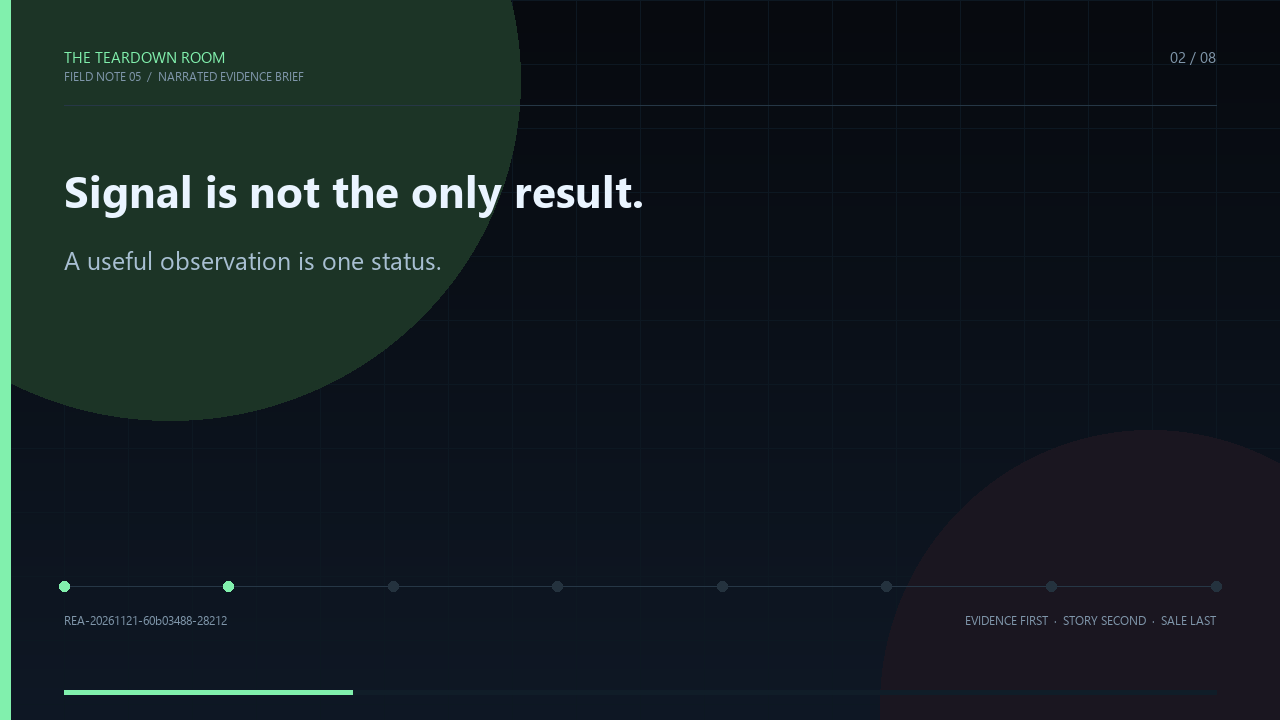 THE TEARDOWN ROOM
FIELD NOTE 05 / NARRATED EVIDENCE BRIEF
02 / 08
Signal is not the only result.
A useful observation is one status.
REA-20261121-60b03488-28212
EVIDENCE FIRST · STORY SECOND · SALE LAST